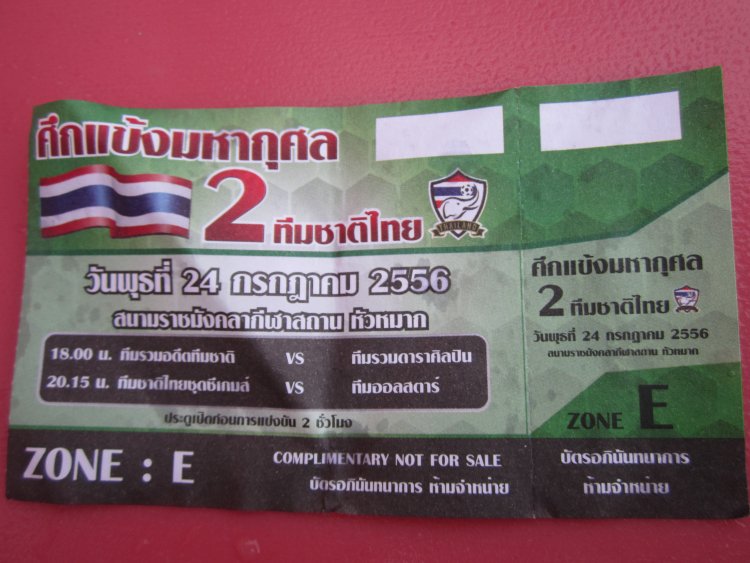 ศึกแข้งมหากุศล
2 ทีมชาติไทย
THAILAND
วันพุธที่ 24 กรกฎาคม 2556
สนามราชมังคลากีฬาสถาน หัวหมาก
18.00 น. ทีมรวมอดีตทีมชาติ VS ทีมรวมดาราศิลปิน
20.15 น. ทีมชาติไทยชุดซีเกมส์ VS ทีมออลสตาร์
ประตูเปิดก่อนการแข่งขัน 2 ชั่วโมง
ZONE : E
COMPLIMENTARY NOT FOR SALE
บัตรอภินันทนาการ ห้ามจำหน่าย
ศึกแข้งมหากุศล
2 ทีมชาติไทย
วันพุธที่ 24 กรกฎาคม 2556
สนามราชมังคลากีฬาสถาน หัวหมาก
ZONE E
บัตรอภินันทนาการ
ห้ามจำหน่าย